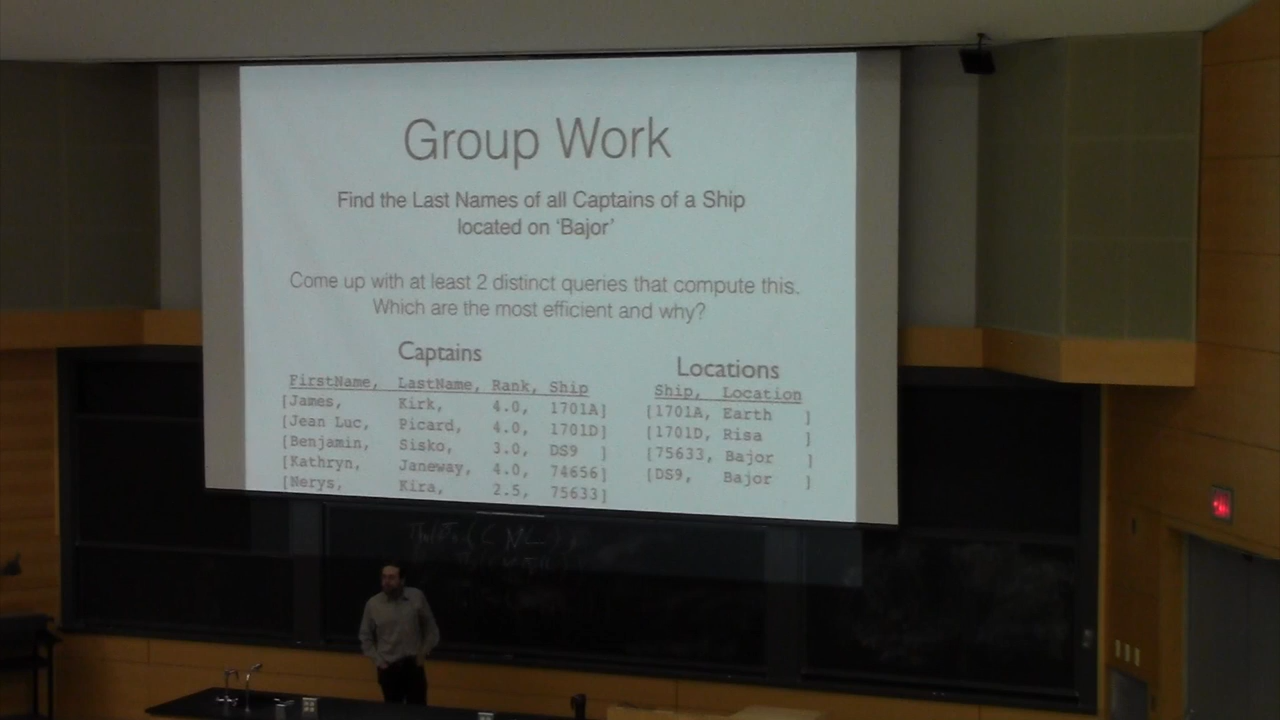 Group Work
Find the Last Names of all Captains of a Ship
located on ‘Bajor’
Come up with at least 2 distinct queries that compute this.
Which are the most efficient and why?
Captains
FirstName, LastName, Rank, Ship
[James, Kirk, 4.0, 1701A]
[Jean Luc, Picard, 4.0, 1701D]
[Benjamin, Sisko, 3.0, DS9 ]
[Kathryn, Janeway, 4.0, 74656]
[Nerys, Kira, 2.5, 75633]
Locations
Ship, Location
[1701A, Earth ]
[1701D, Risa ]
[75633, Bajor ]
[DS9, Bajor ]